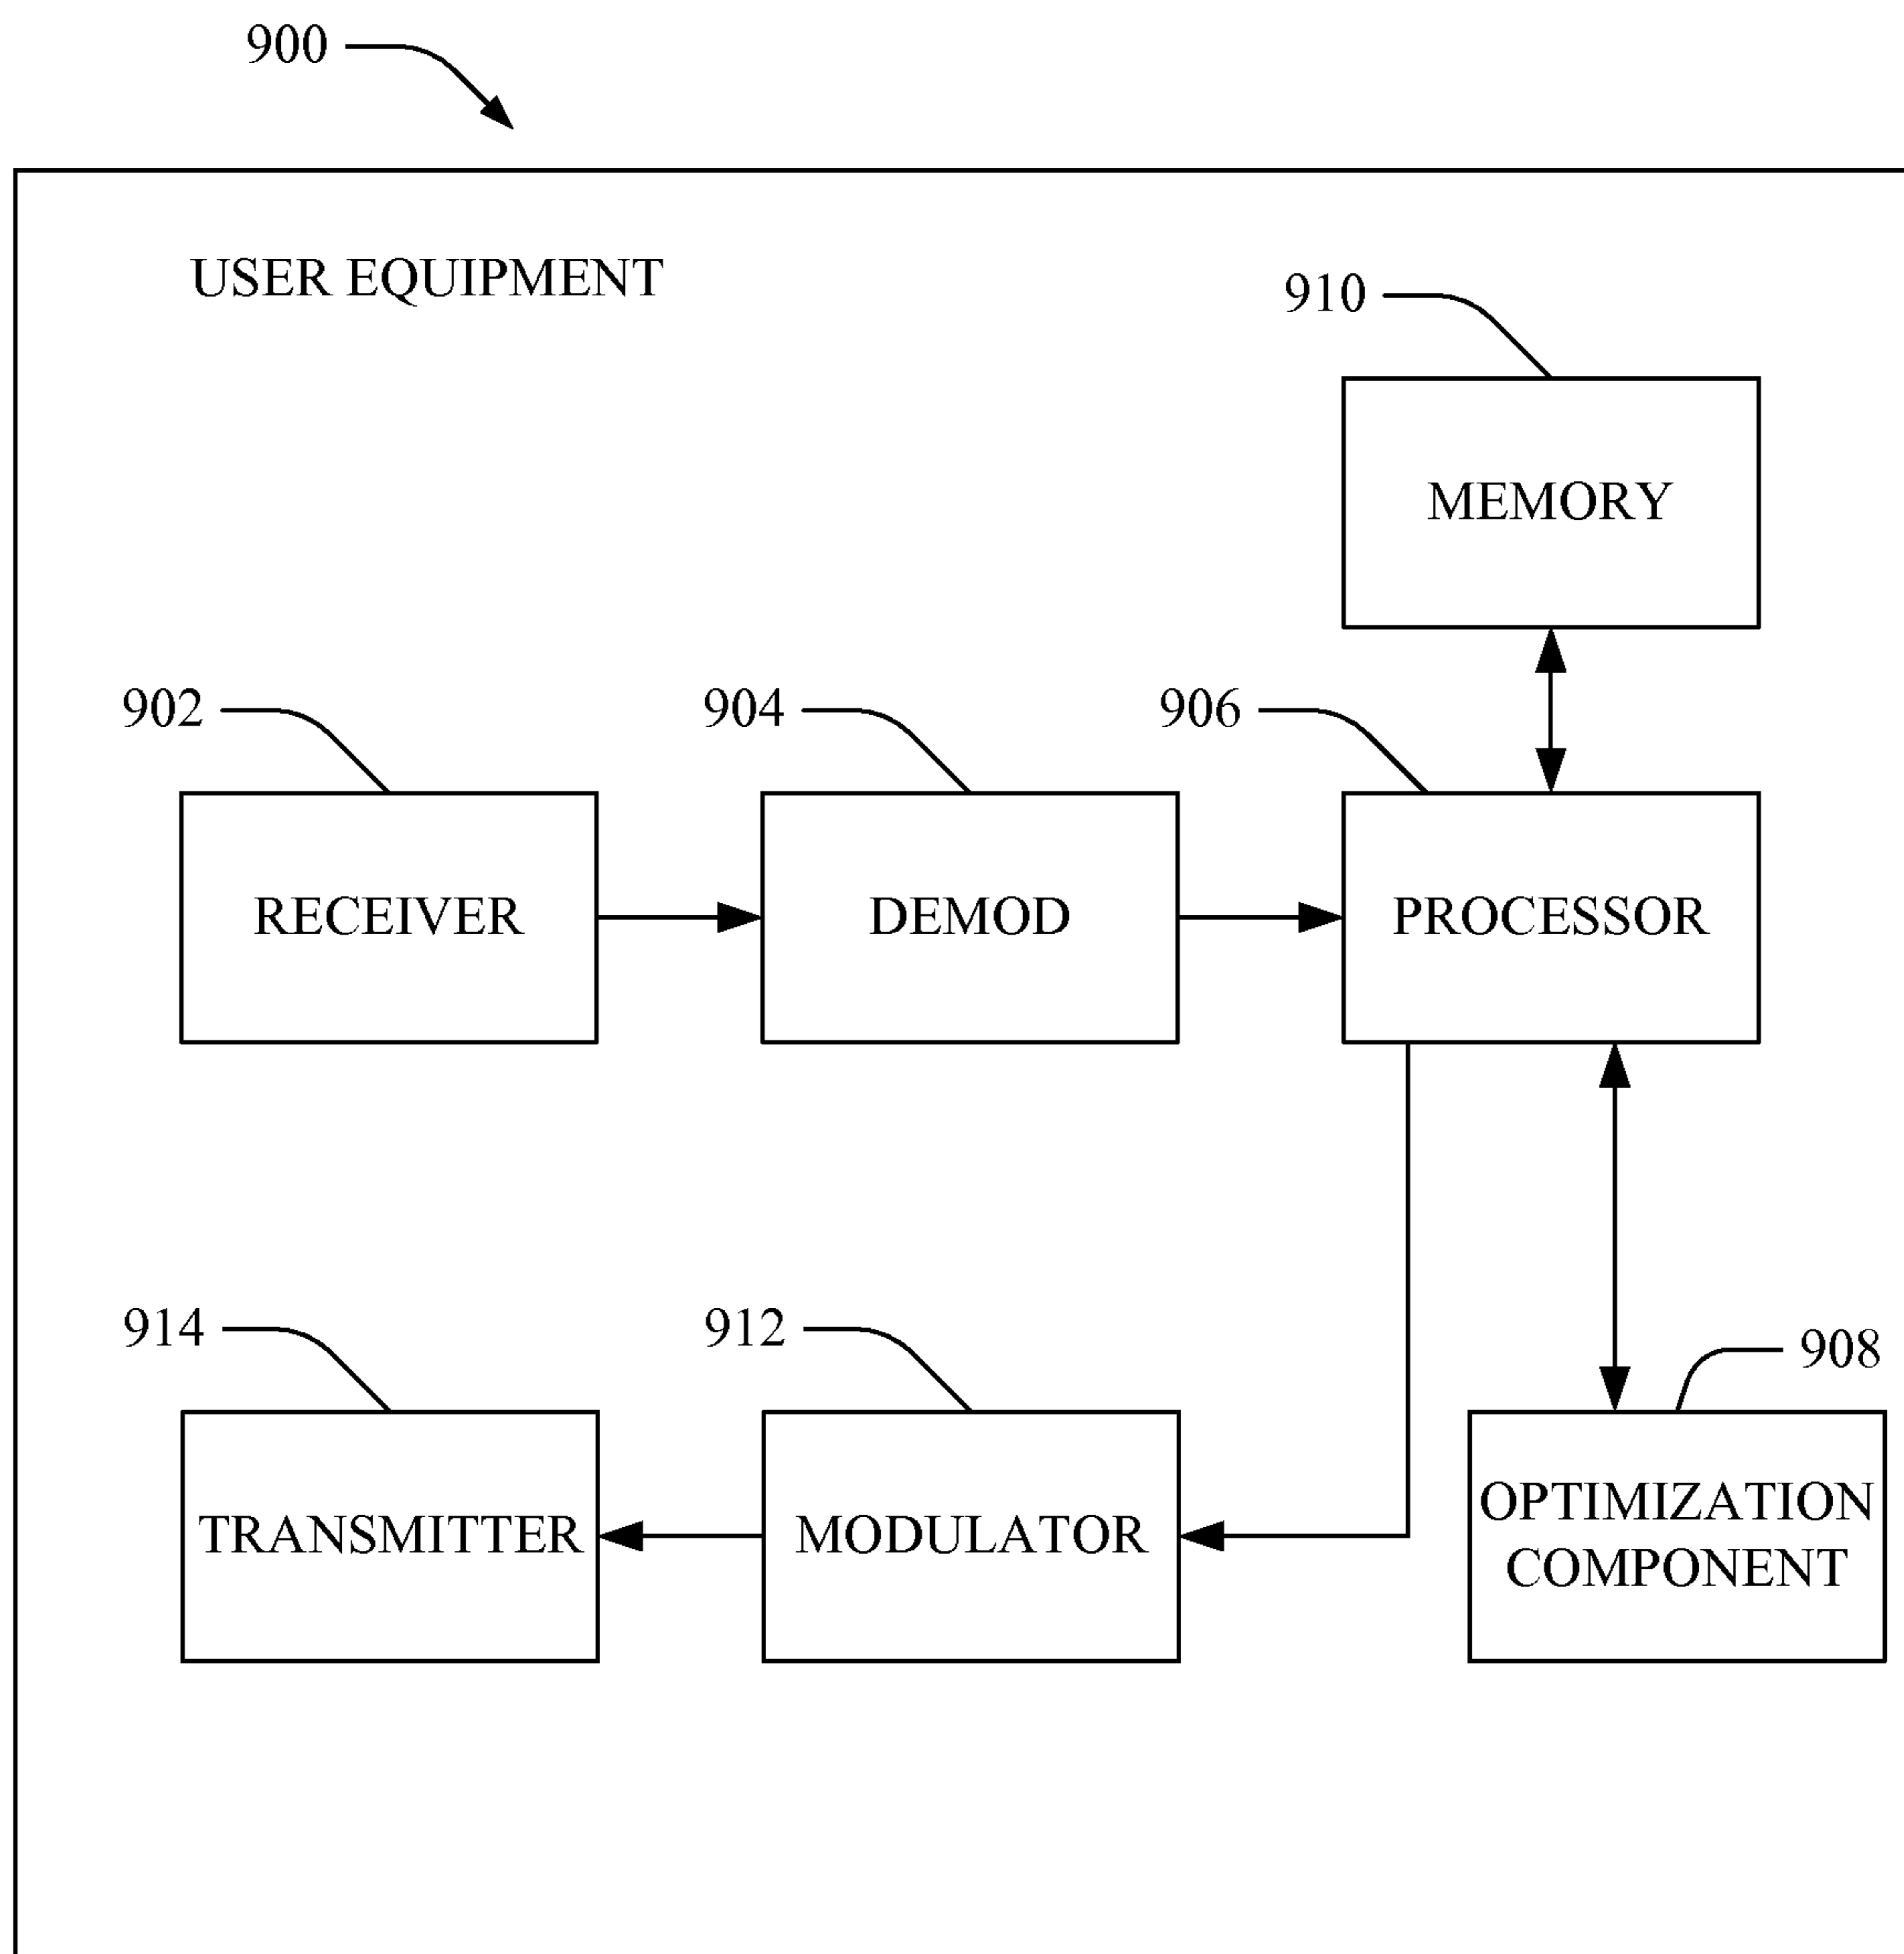 900
USER EQUIPMENT
910
MEMORY
902
904
906
RECEIVER
DEMOD
PROCESSOR
914
912
908
TRANSMITTER
MODULATOR
OPTIMIZATION
COMPONENT